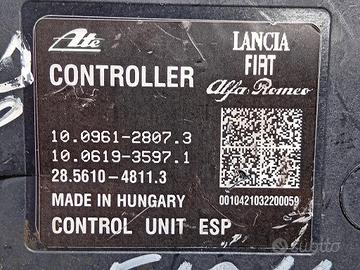 Ate
LANCIA
FIAT
Alfa Romeo
CONTROLLER
10.0961-2807.3
10.0619-3597.1
28.5610-4811.3
MADE IN HUNGARY
0010421032200059
CONTROL UNIT ESP
subito